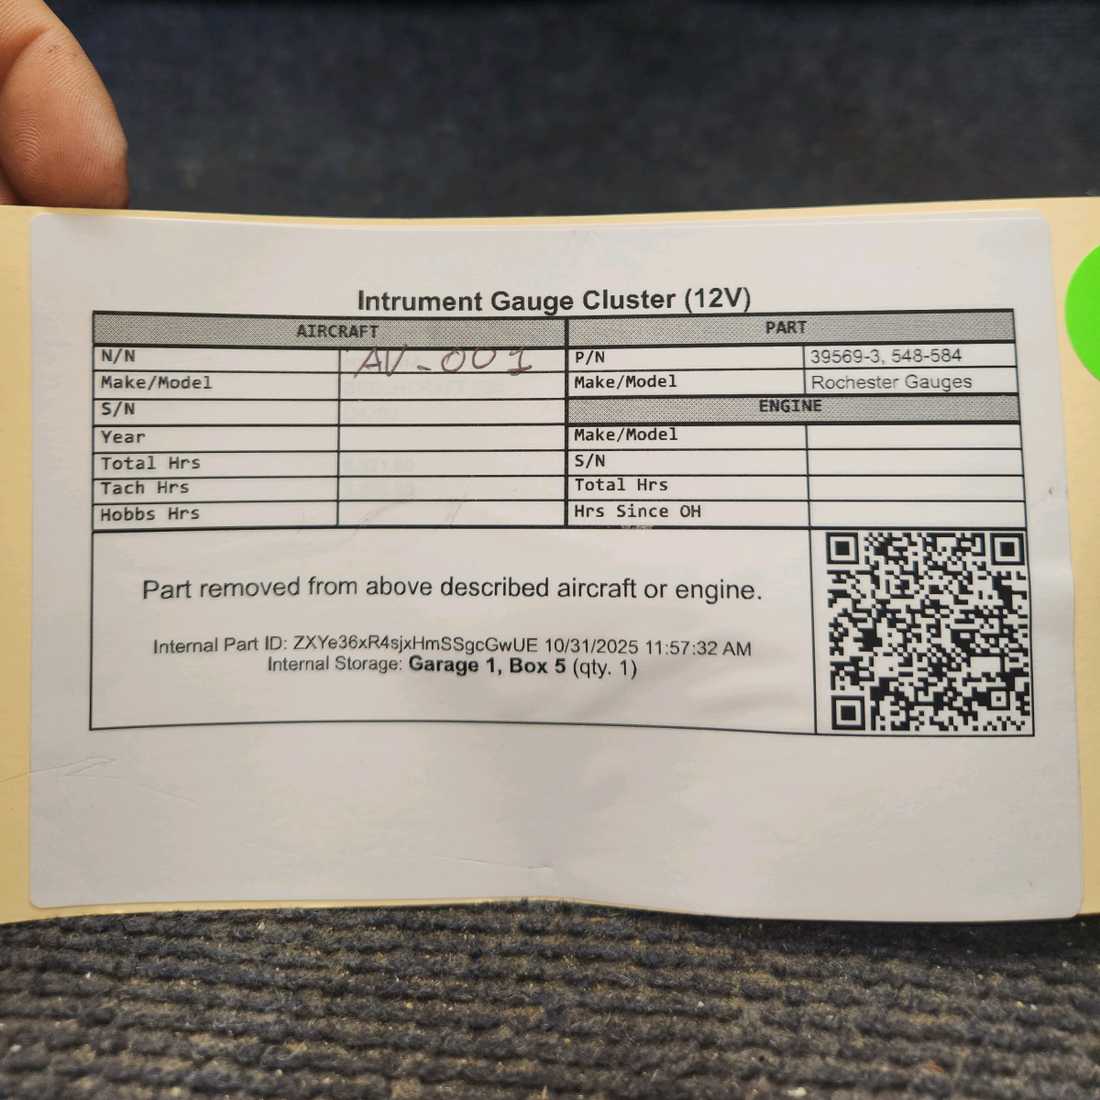 Intrument Gauge Cluster (12V)
AIRCRAFT PART
N/N AV-001 P/N 39569-3, 548-584
Make/Model Make/Model Rochester Gauges
S/N ENGINE
Year Make/Model
Total Hrs S/N
Tach Hrs Total Hrs
Hobbs Hrs Hrs Since OH
Part removed from above described aircraft or engine.
Internal Part ID: ZXYe36xR4sjxHmSSgcGwUE 10/31/2025 11:57:32 AM
Internal Storage: Garage 1, Box 5 (qty. 1)